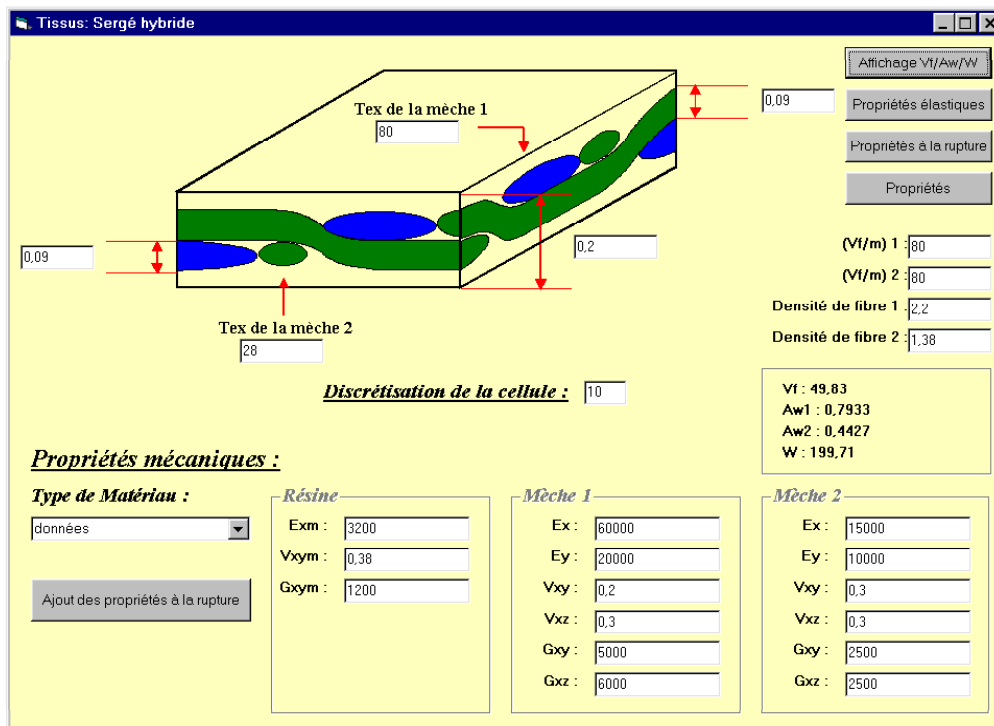 Tissus: Sergé hybride
Affichage Vf/Aw/W
Tex de la mèche 1
80
0,09
Propriétés élastiques
Propriétés à la rupture
Propriétés
0,09
0,2
(Vf/m) 1 : 80
(Vf/m) 2 : 80
Densité de fibre 1 : 2,2
Densité de fibre 2 : 1,38
Tex de la mèche 2
28
Discrétisation de la cellule : 10
Vf : 49,83
Aw1 : 0,7933
Aw2 : 0,4427
W : 199,71
Propriétés mécaniques :
Type de Matériau :
données
Ajout des propriétés à la rupture
Résine
Exm : 3200
Vxym : 0,38
Gxym : 1200
Mèche 1
Ex : 60000
Ey : 20000
Vxy : 0,2
Vxz : 0,3
Gxy : 5000
Gxz : 6000
Mèche 2
Ex : 15000
Ey : 10000
Vxy : 0,3
Vxz : 0,3
Gxy : 2500
Gxz : 2500